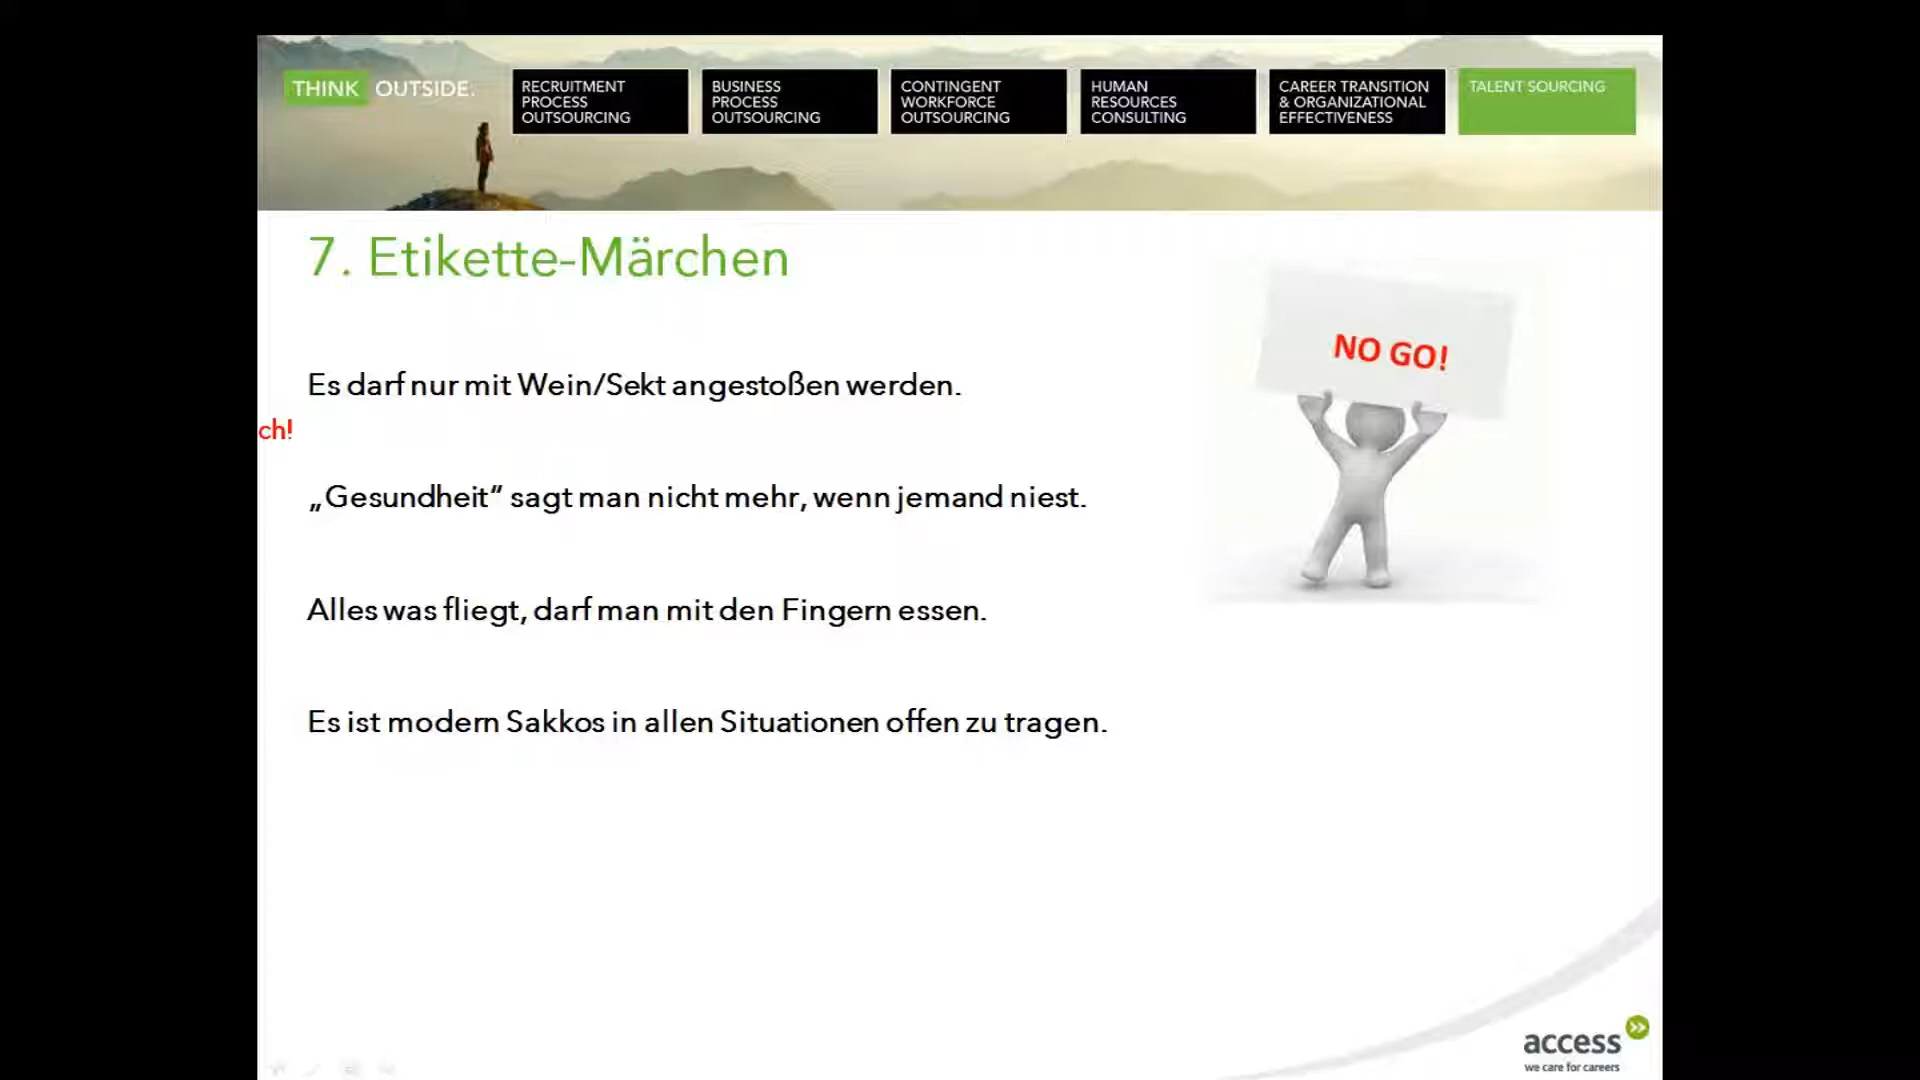 THINK OUTSIDE.
RECRUITMENT
PROCESS
OUTSOURCING
BUSINESS
PROCESS
OUTSOURCING
CONTINGENT
WORKFORCE
OUTSOURCING
HUMAN
RESOURCES
CONSULTING
CAREER TRANSITION
& ORGANIZATIONAL
EFFECTIVENESS
TALENT SOURCING
7. Etikette-Märchen
NO GO!
Es darf nur mit Wein/Sekt angestoßen werden.
ch!
„Gesundheit“ sagt man nicht mehr, wenn jemand niest.
Alles was fliegt, darf man mit den Fingern essen.
Es ist modern Sakkos in allen Situationen offen zu tragen.
access
we care for careers